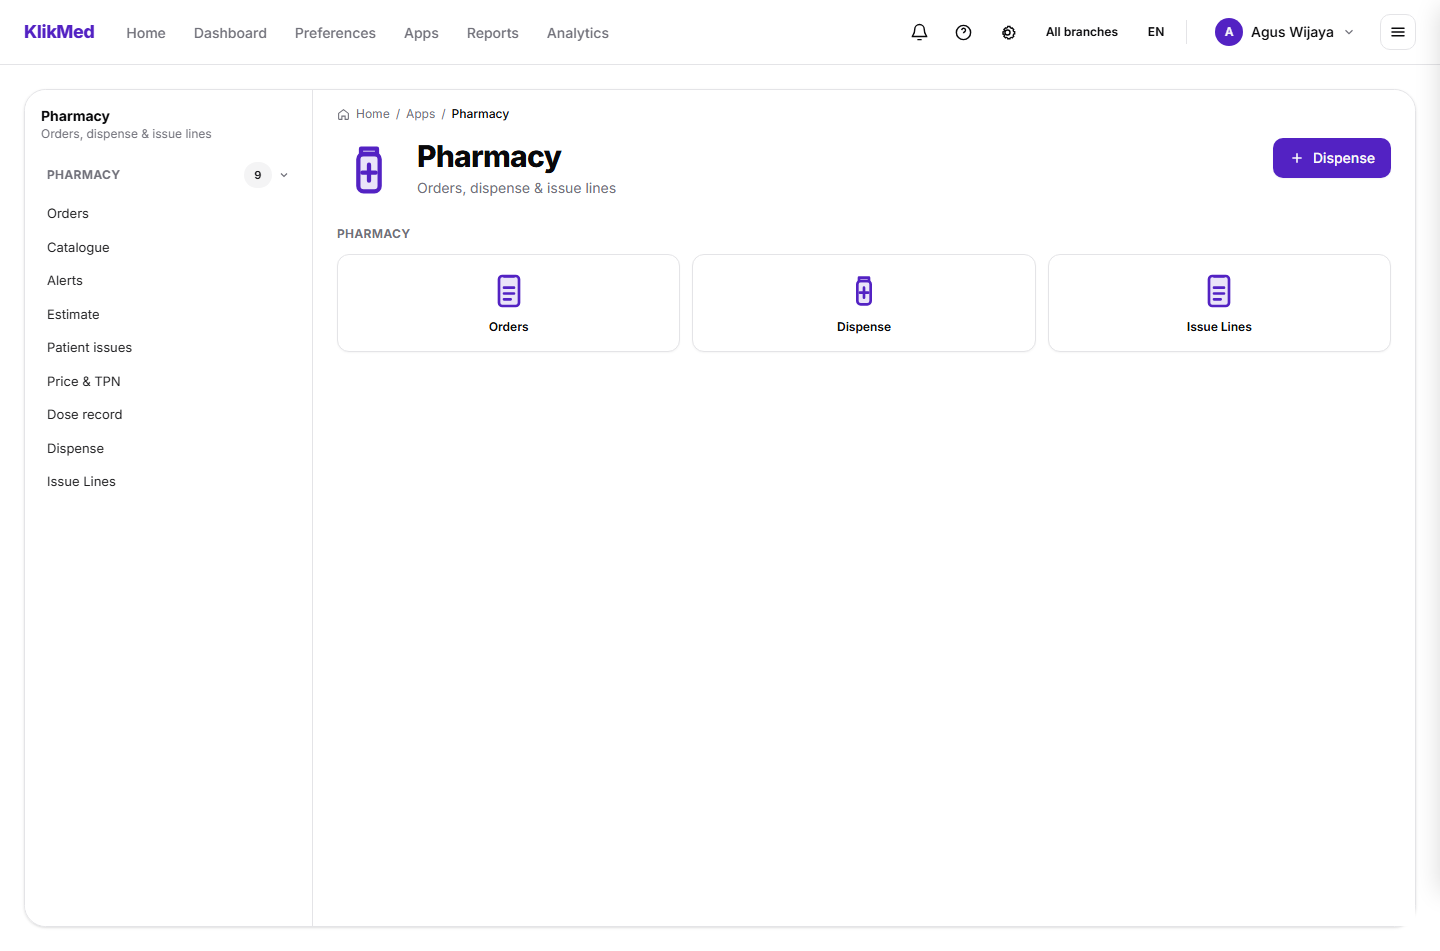 KlikMed
Home
Dashboard
Preferences
Apps
Reports
Analytics
All branches
EN
A
Agus Wijaya
Pharmacy
Orders, dispense & issue lines
PHARMACY
9
Orders
Catalogue
Alerts
Estimate
Patient issues
Price & TPN
Dose record
Dispense
Issue Lines
Home / Apps / Pharmacy
Pharmacy
Orders, dispense & issue lines
+ Dispense
PHARMACY
Orders
Dispense
Issue Lines